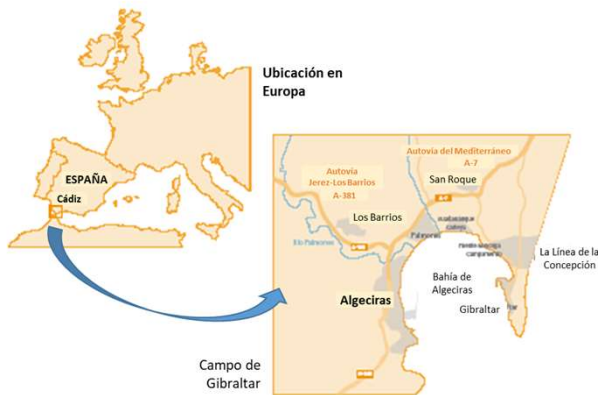 Ubicación en
Europa
ESPAÑA
Cádiz
Autovía del Mediterráneo
A-7
Autovía
Jerez-Los Barrios
A-381
San Roque
Los Barrios
Río Palmones
Palmones
La Línea de la
Concepción
Bahía de
Algeciras
Algeciras
Gibraltar
Campo de
Gibraltar